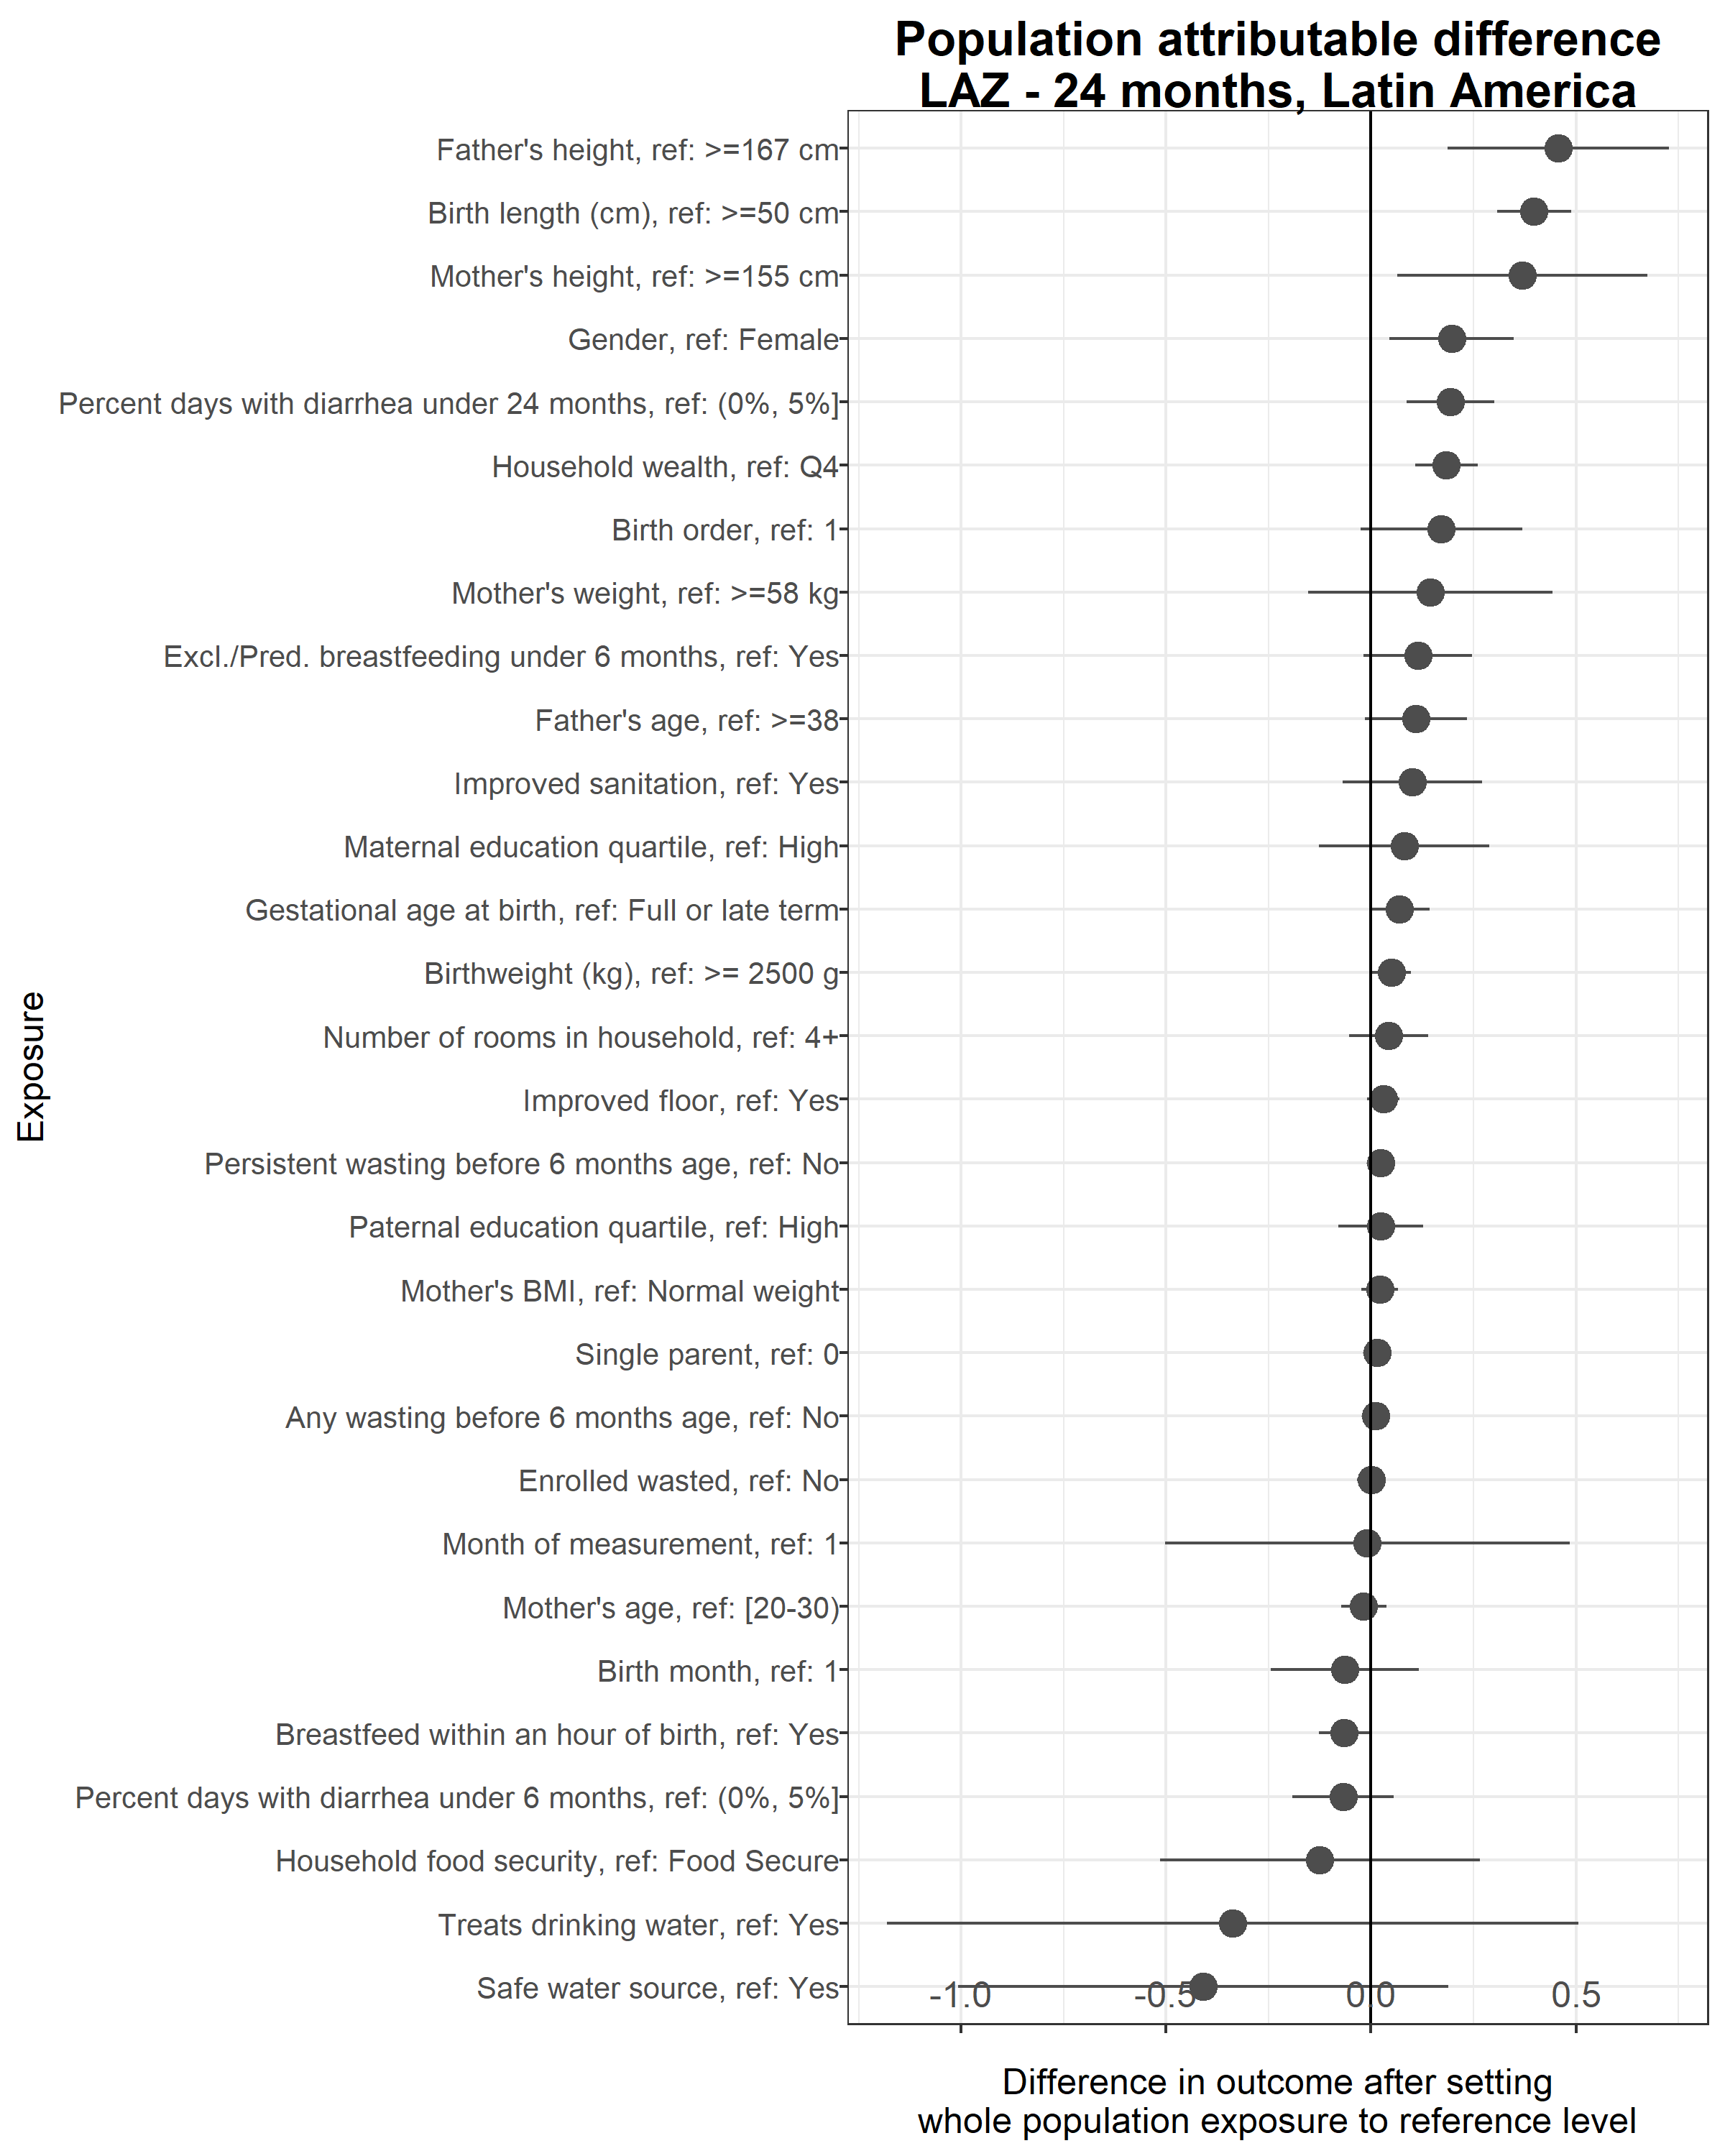 Population attributable difference
LAZ - 24 months, Latin America
Father's height, ref: >=167 cm
Birth length (cm), ref: >=50 cm
Mother's height, ref: >=155 cm
Gender, ref: Female
Percent days with diarrhea under 24 months, ref: (0%, 5%]
Household wealth, ref: Q4
Birth order, ref: 1
Mother's weight, ref: >=58 kg
Excl./Pred. breastfeeding under 6 months, ref: Yes
Father's age, ref: >=38
Improved sanitation, ref: Yes
Maternal education quartile, ref: High
Gestational age at birth, ref: Full or late term
Birthweight (kg), ref: >= 2500 g
Number of rooms in household, ref: 4+
Improved floor, ref: Yes
Persistent wasting before 6 months age, ref: No
Paternal education quartile, ref: High
Mother's BMI, ref: Normal weight
Single parent, ref: 0
Any wasting before 6 months age, ref: No
Enrolled wasted, ref: No
Month of measurement, ref: 1
Mother's age, ref: [20-30)
Birth month, ref: 1
Breastfeed within an hour of birth, ref: Yes
Percent days with diarrhea under 6 months, ref: (0%, 5%]
Household food security, ref: Food Secure
Treats drinking water, ref: Yes
Safe water source, ref: Yes
Exposure
-1.0 -0.5 0.0 0.5
Difference in outcome after setting
whole population exposure to reference level